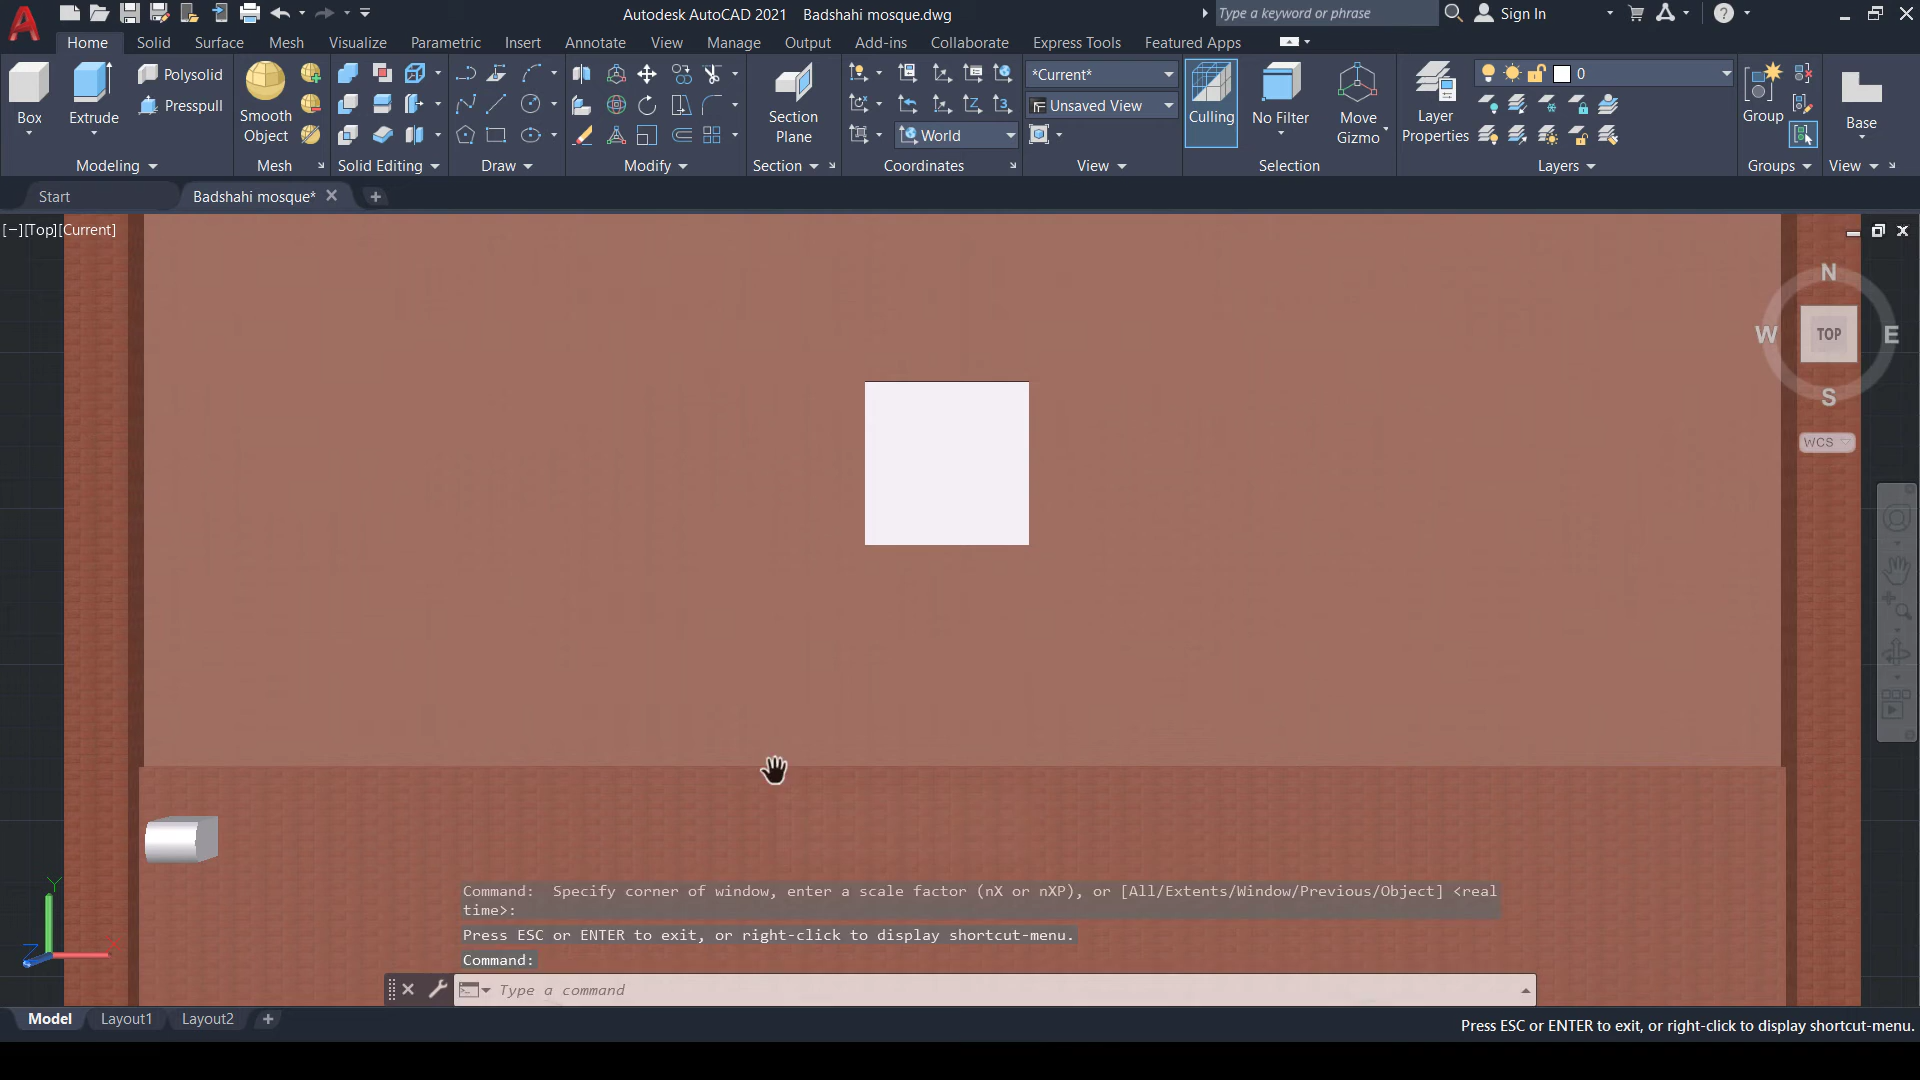 Autodesk AutoCAD 2021 Badshahi mosque.dwg
Type a keyword or phrase
Sign In
Home Solid Surface Mesh Visualize Parametric Insert Annotate View Manage Output Add-ins Collaborate Express Tools Featured Apps
Box
Extrude
Polysolid
Presspull
Modeling
Smooth
Object
Mesh
Solid Editing
Draw
Modify
Section
Plane
Section
World
Coordinates
*Current*
Unsaved View
View
Culling
No Filter
Move
Gizmo
Selection
Layer
Properties
0
Layers
Group
Groups
Base
View
Start
Badshahi mosque*
[−][Top][Current]
N
W
TOP
E
S
WCS
Y
X
Z
Command: Specify corner of window, enter a scale factor (nX or nXP), or [All/Extents/Window/Previous/Object] <real
time>:
Press ESC or ENTER to exit, or right-click to display shortcut-menu.
Command:
Type a command
Model Layout1 Layout2
Press ESC or ENTER to exit, or right-click to display shortcut-menu.